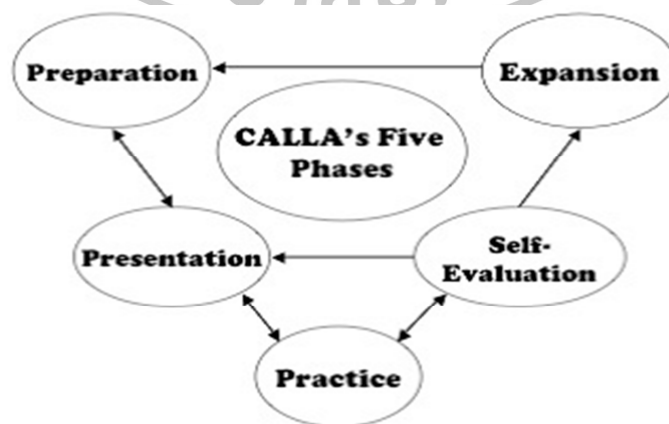 Preparation
Expansion
CALLA's Five
Phases
Presentation
Self-
Evaluation
Practice